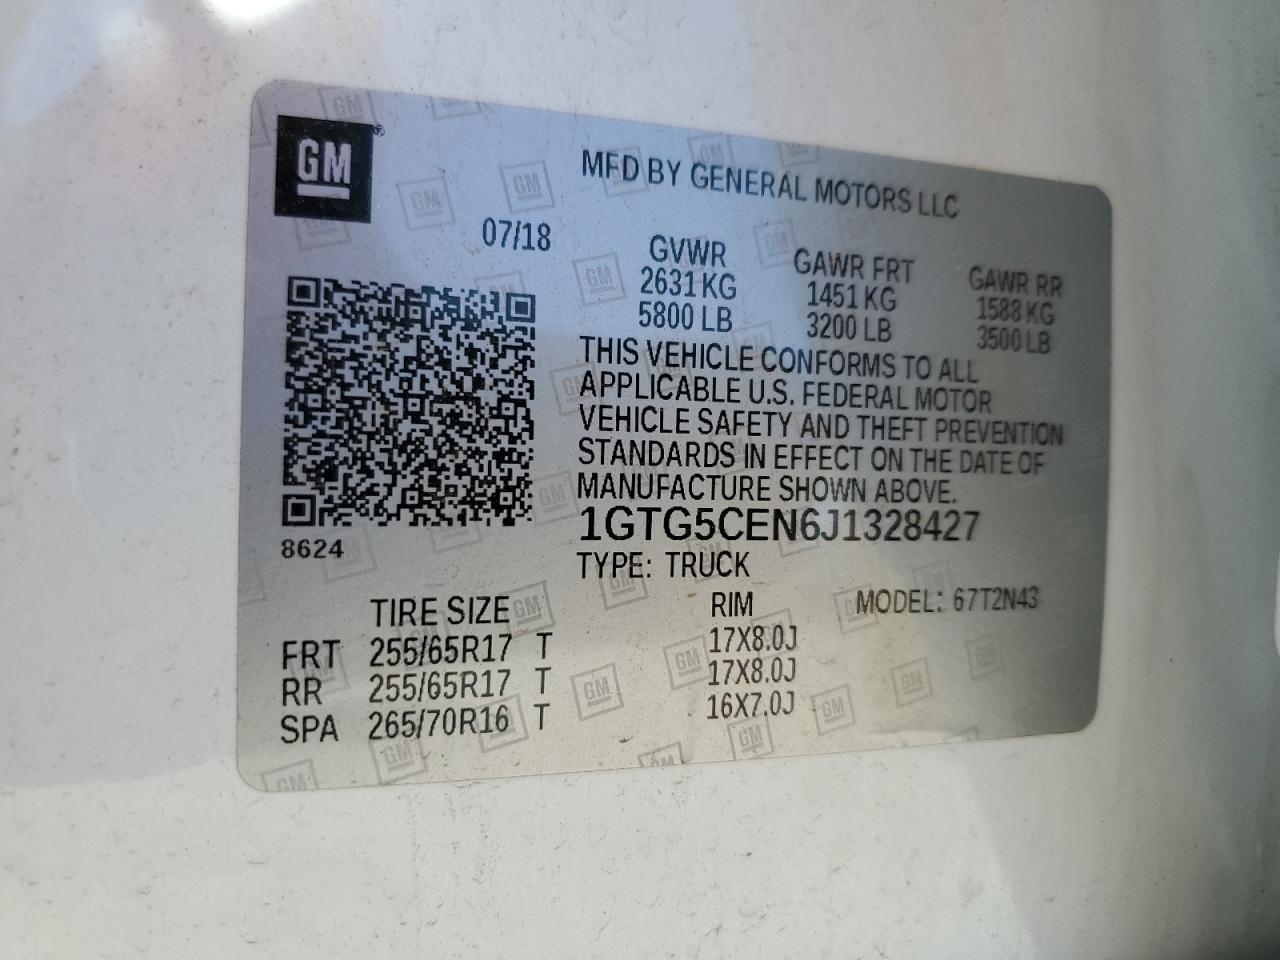 GM
MFD BY GENERAL MOTORS LLC
07/18
GVWR GAWR FRT GAWR RR
2631 KG 1451 KG 1588 KG
5800 LB 3200 LB 3500 LB
THIS VEHICLE CONFORMS TO ALL
APPLICABLE U.S. FEDERAL MOTOR
VEHICLE SAFETY AND THEFT PREVENTION
STANDARDS IN EFFECT ON THE DATE OF
MANUFACTURE SHOWN ABOVE.
1GTG5CEN6J1328427
8624
TYPE: TRUCK
TIRE SIZE RIM MODEL: 67T2N43
FRT 255/65R17 T 17X8.0J
RR 255/65R17 T 17X8.0J
SPA 265/70R16 T 16X7.0J